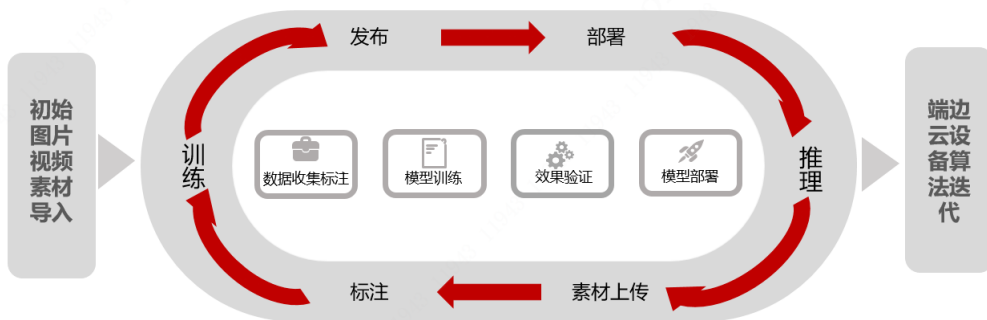 初始
图片
视频
素材
导入
发布
部署
训练
推理
数据收集标注
模型训练
效果验证
模型部署
标注
素材上传
端边
云设
备算
法迭
代